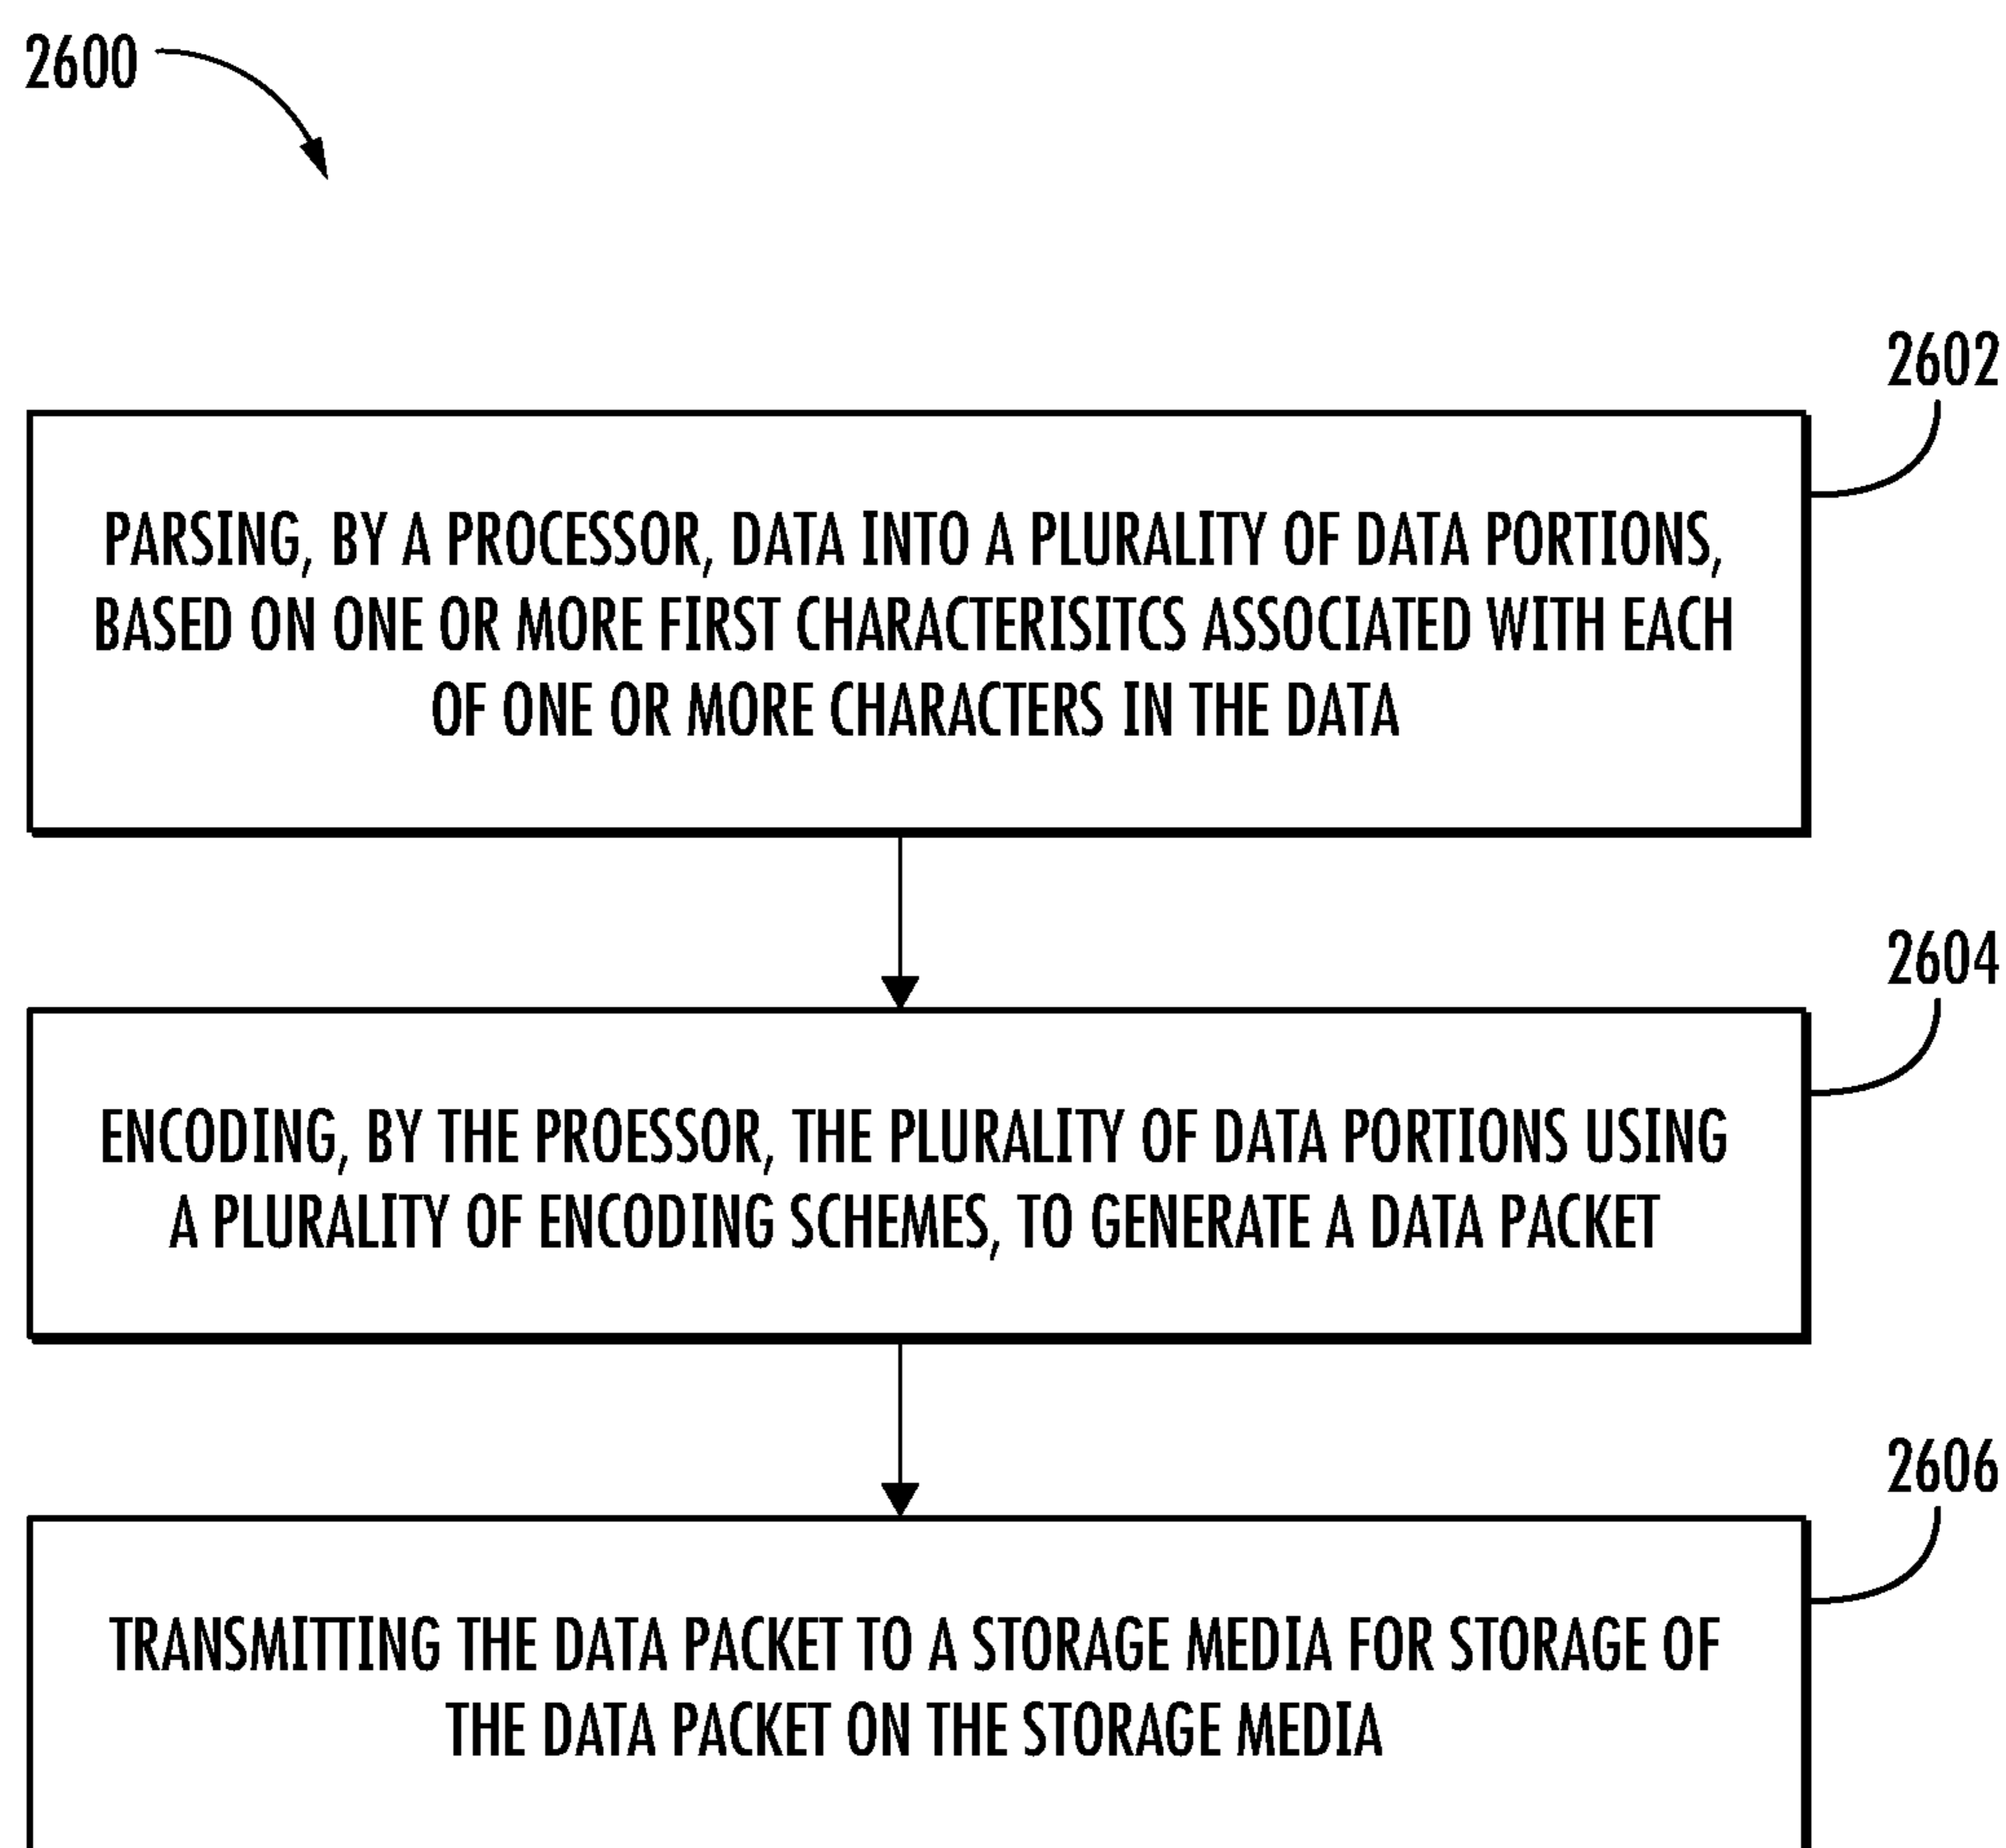 2600
2602
PARSING, BY A PROCESSOR, DATA INTO A PLURALITY OF DATA PORTIONS,
BASED ON ONE OR MORE FIRST CHARACTERISITCS ASSOCIATED WITH EACH
OF ONE OR MORE CHARACTERS IN THE DATA
2604
ENCODING, BY THE PROESSOR, THE PLURALITY OF DATA PORTIONS USING
A PLURALITY OF ENCODING SCHEMES, TO GENERATE A DATA PACKET
2606
TRANSMITTING THE DATA PACKET TO A STORAGE MEDIA FOR STORAGE OF
THE DATA PACKET ON THE STORAGE MEDIA